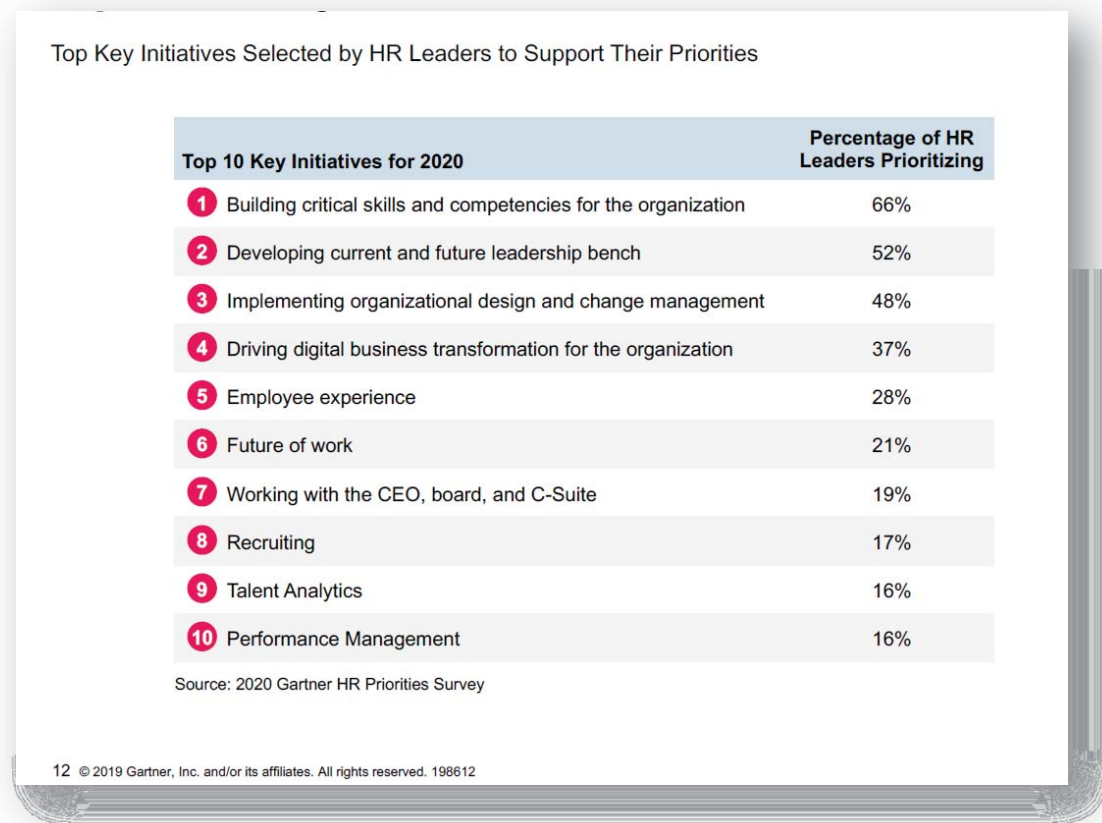 Top Key Initiatives Selected by HR Leaders to Support Their Priorities
Percentage of HR
Top 10 Key Initiatives for 2020 Leaders Prioritizing
1 Building critical skills and competencies for the organization 66%
2 Developing current and future leadership bench 52%
3 Implementing organizational design and change management 48%
4 Driving digital business transformation for the organization 37%
5 Employee experience 28%
6 Future of work 21%
7 Working with the CEO, board, and C-Suite 19%
8 Recruiting 17%
9 Talent Analytics 16%
10 Performance Management 16%
Source: 2020 Gartner HR Priorities Survey
12 © 2019 Gartner, Inc. and/or its affiliates. All rights reserved. 198612